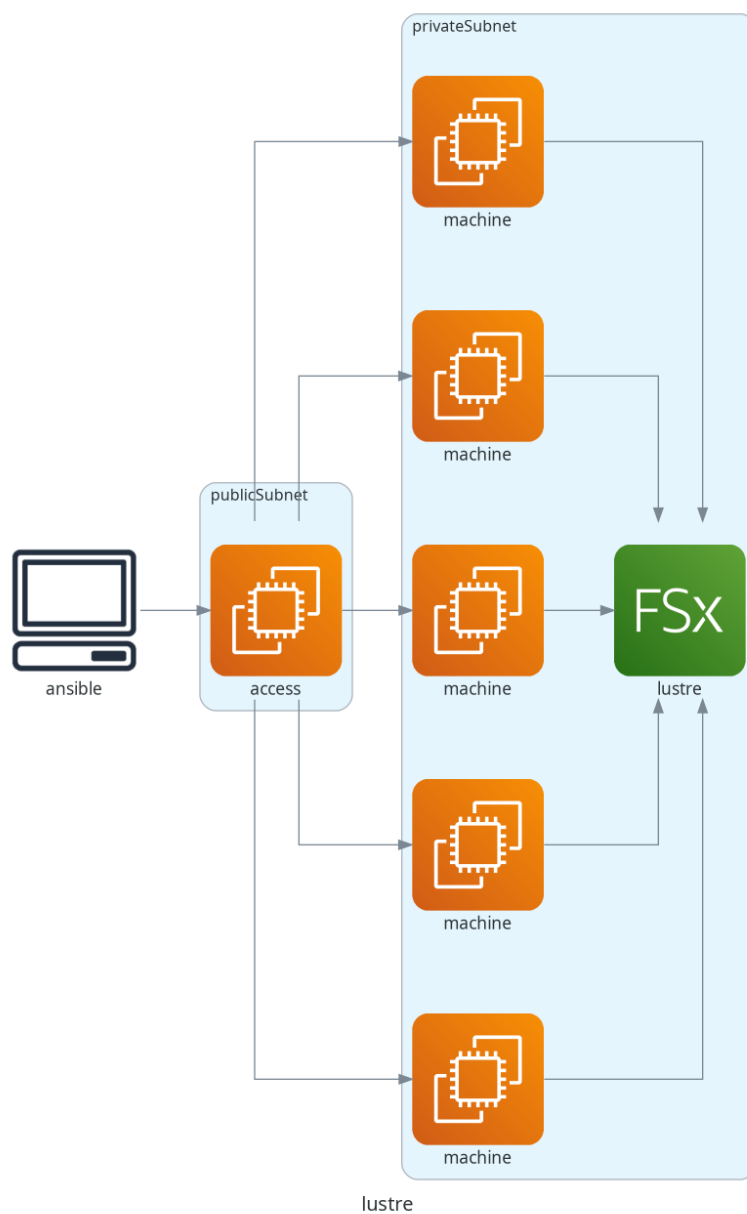 privateSubnet
machine
machine
publicSubnet
ansible
access
machine
FSx
lustre
machine
machine
lustre